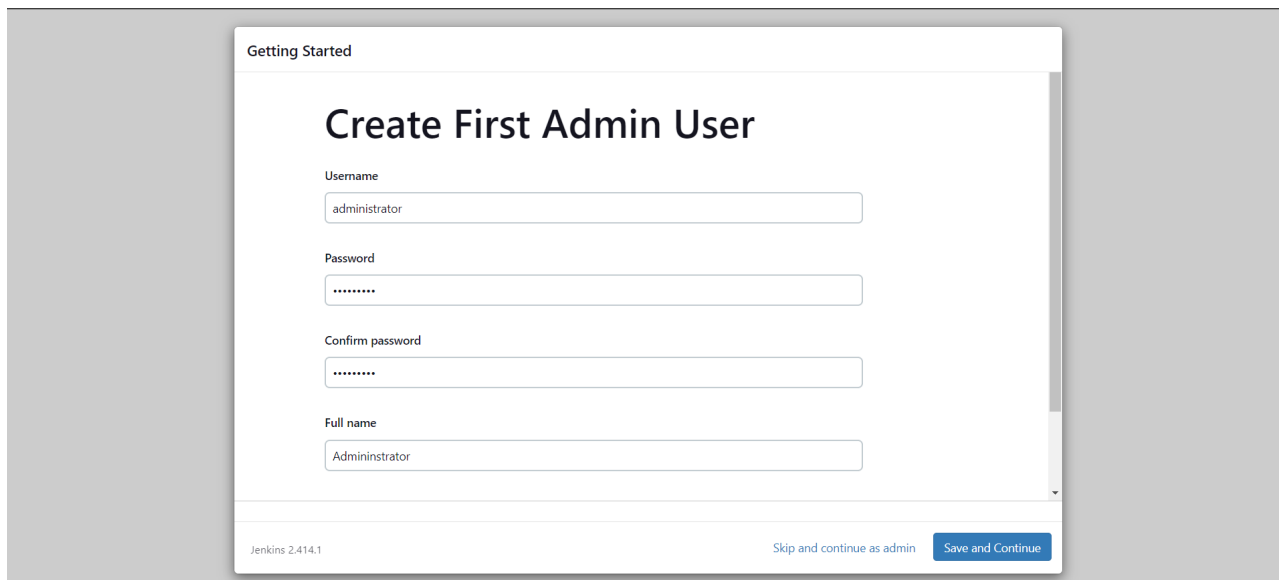 Getting Started
Create First Admin User
Username
administrator
Password
•••••••••
Confirm password
•••••••••
Full name
Admininstrator
Jenkins 2.414.1
Skip and continue as admin
Save and Continue